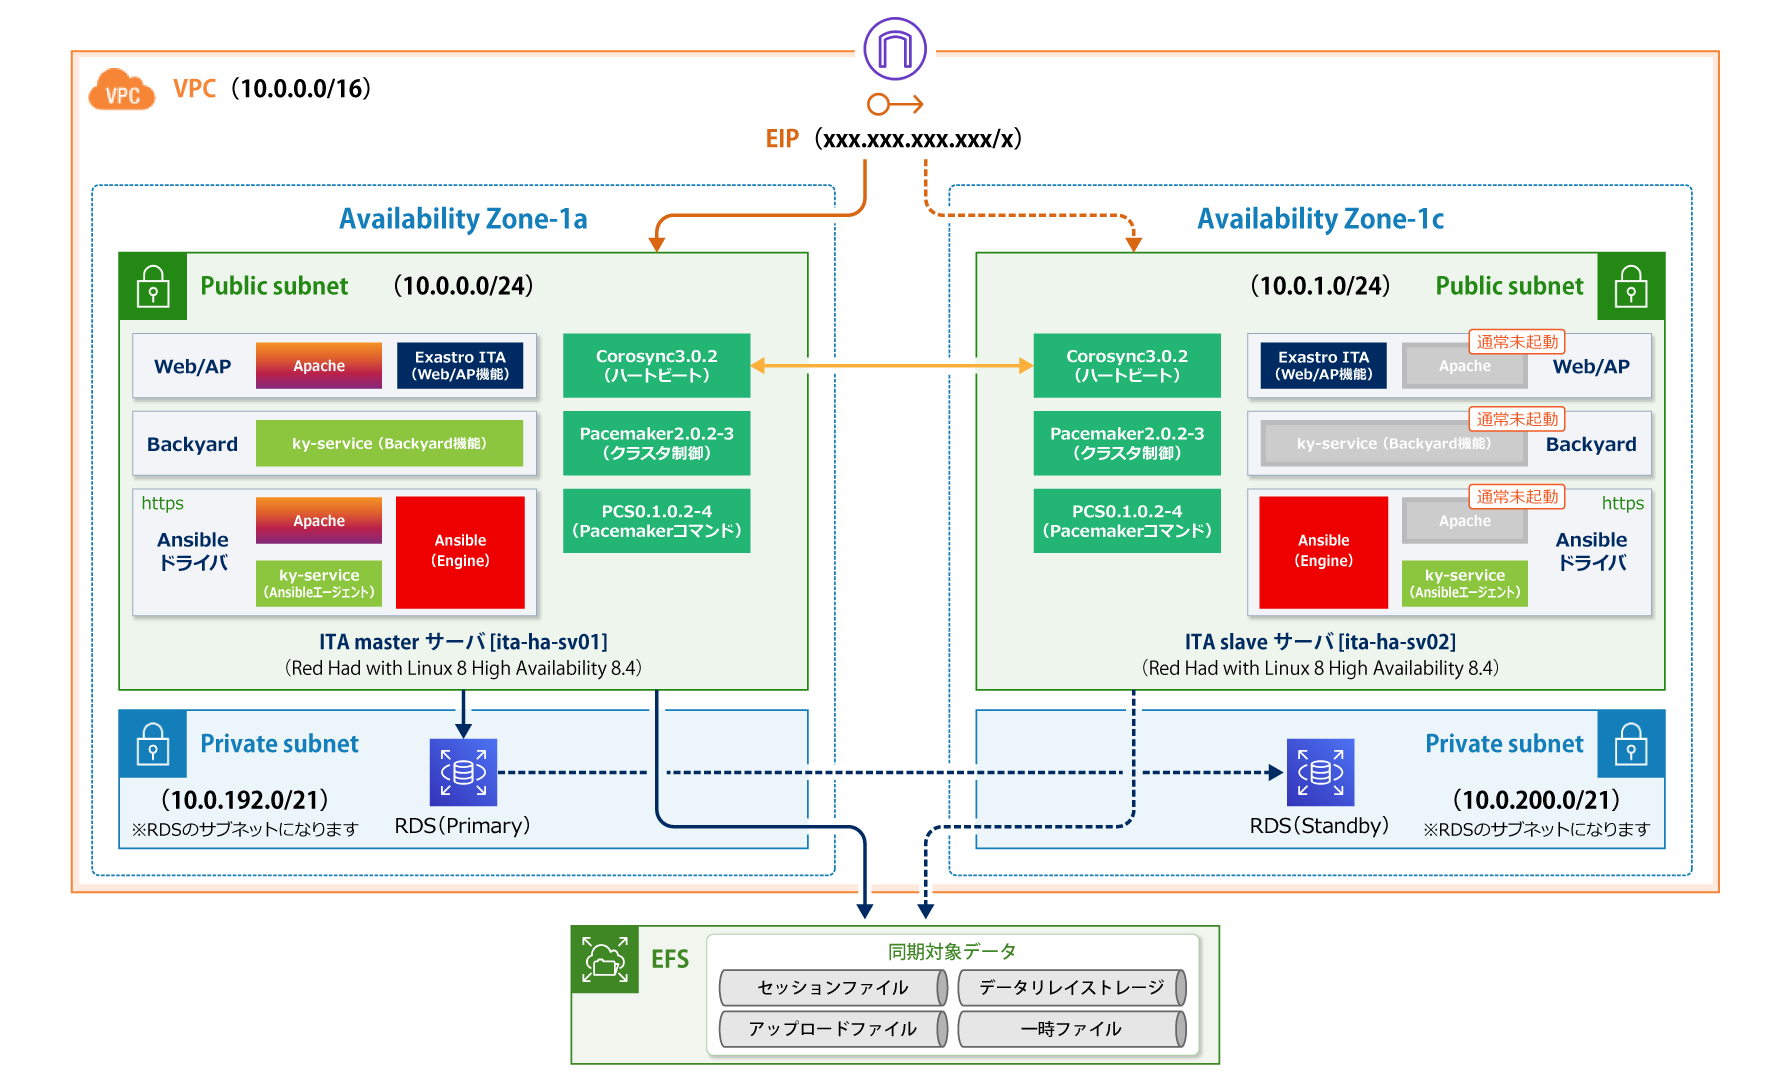 VPC
VPC（10.0.0.0/16）
EIP（xxx.xxx.xxx.xxx/x）
Availability Zone-1a
Public subnet （10.0.0.0/24）
Web/AP
Apache
Exastro ITA
（Web/AP機能）
Backyard
ky-service（Backyard機能）
https
Ansible
ドライバ
Apache
ky-service
（Ansibleエージェント）
Ansible
（Engine）
Corosync3.0.2
（ハートビート）
Pacemaker2.0.2-3
（クラスタ制御）
PCS0.1.0.2-4
（Pacemakerコマンド）
ITA master サーバ [ita-ha-sv01]
（Red Had with Linux 8 High Availability 8.4）
Private subnet
（10.0.192.0/21）
※RDSのサブネットになります
RDS（Primary）
Availability Zone-1c
（10.0.1.0/24） Public subnet
Corosync3.0.2
（ハートビート）
Pacemaker2.0.2-3
（クラスタ制御）
PCS0.1.0.2-4
（Pacemakerコマンド）
通常未起動
Exastro ITA
（Web/AP機能）
Apache
Web/AP
通常未起動
ky-service（Backyard機能）
Backyard
通常未起動
https
Ansible
（Engine）
Apache
ky-service
（Ansibleエージェント）
Ansible
ドライバ
ITA slave サーバ [ita-ha-sv02]
（Red Had with Linux 8 High Availability 8.4）
Private subnet
（10.0.200.0/21）
※RDSのサブネットになります
RDS（Standby）
EFS
同期対象データ
セッションファイル
データリレイストレージ
アップロードファイル
一時ファイル